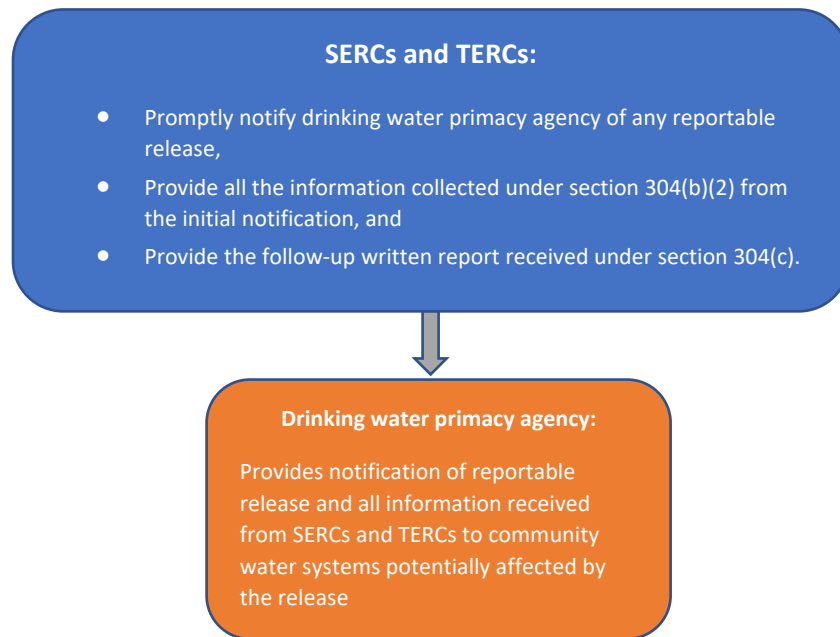 SERCs and TERCs:
● Promptly notify drinking water primacy agency of any reportable
release,
● Provide all the information collected under section 304(b)(2) from
the initial notification, and
● Provide the follow-up written report received under section 304(c).
Drinking water primacy agency:
Provides notification of reportable
release and all information received
from SERCs and TERCs to community
water systems potentially affected by
the release